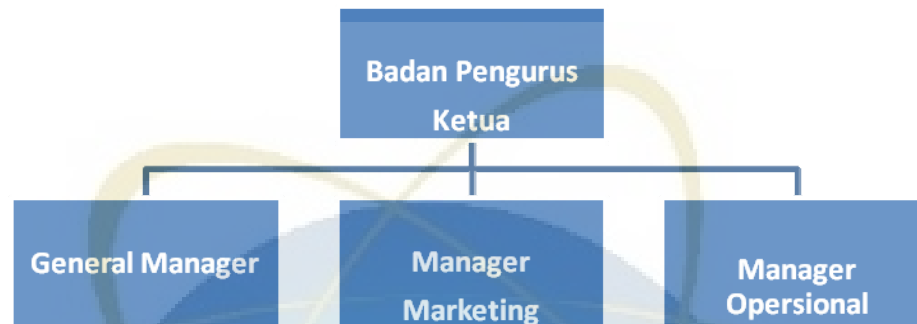 Badan Pengurus
Ketua
General Manager
Manager
Marketing
Manager
Opersional